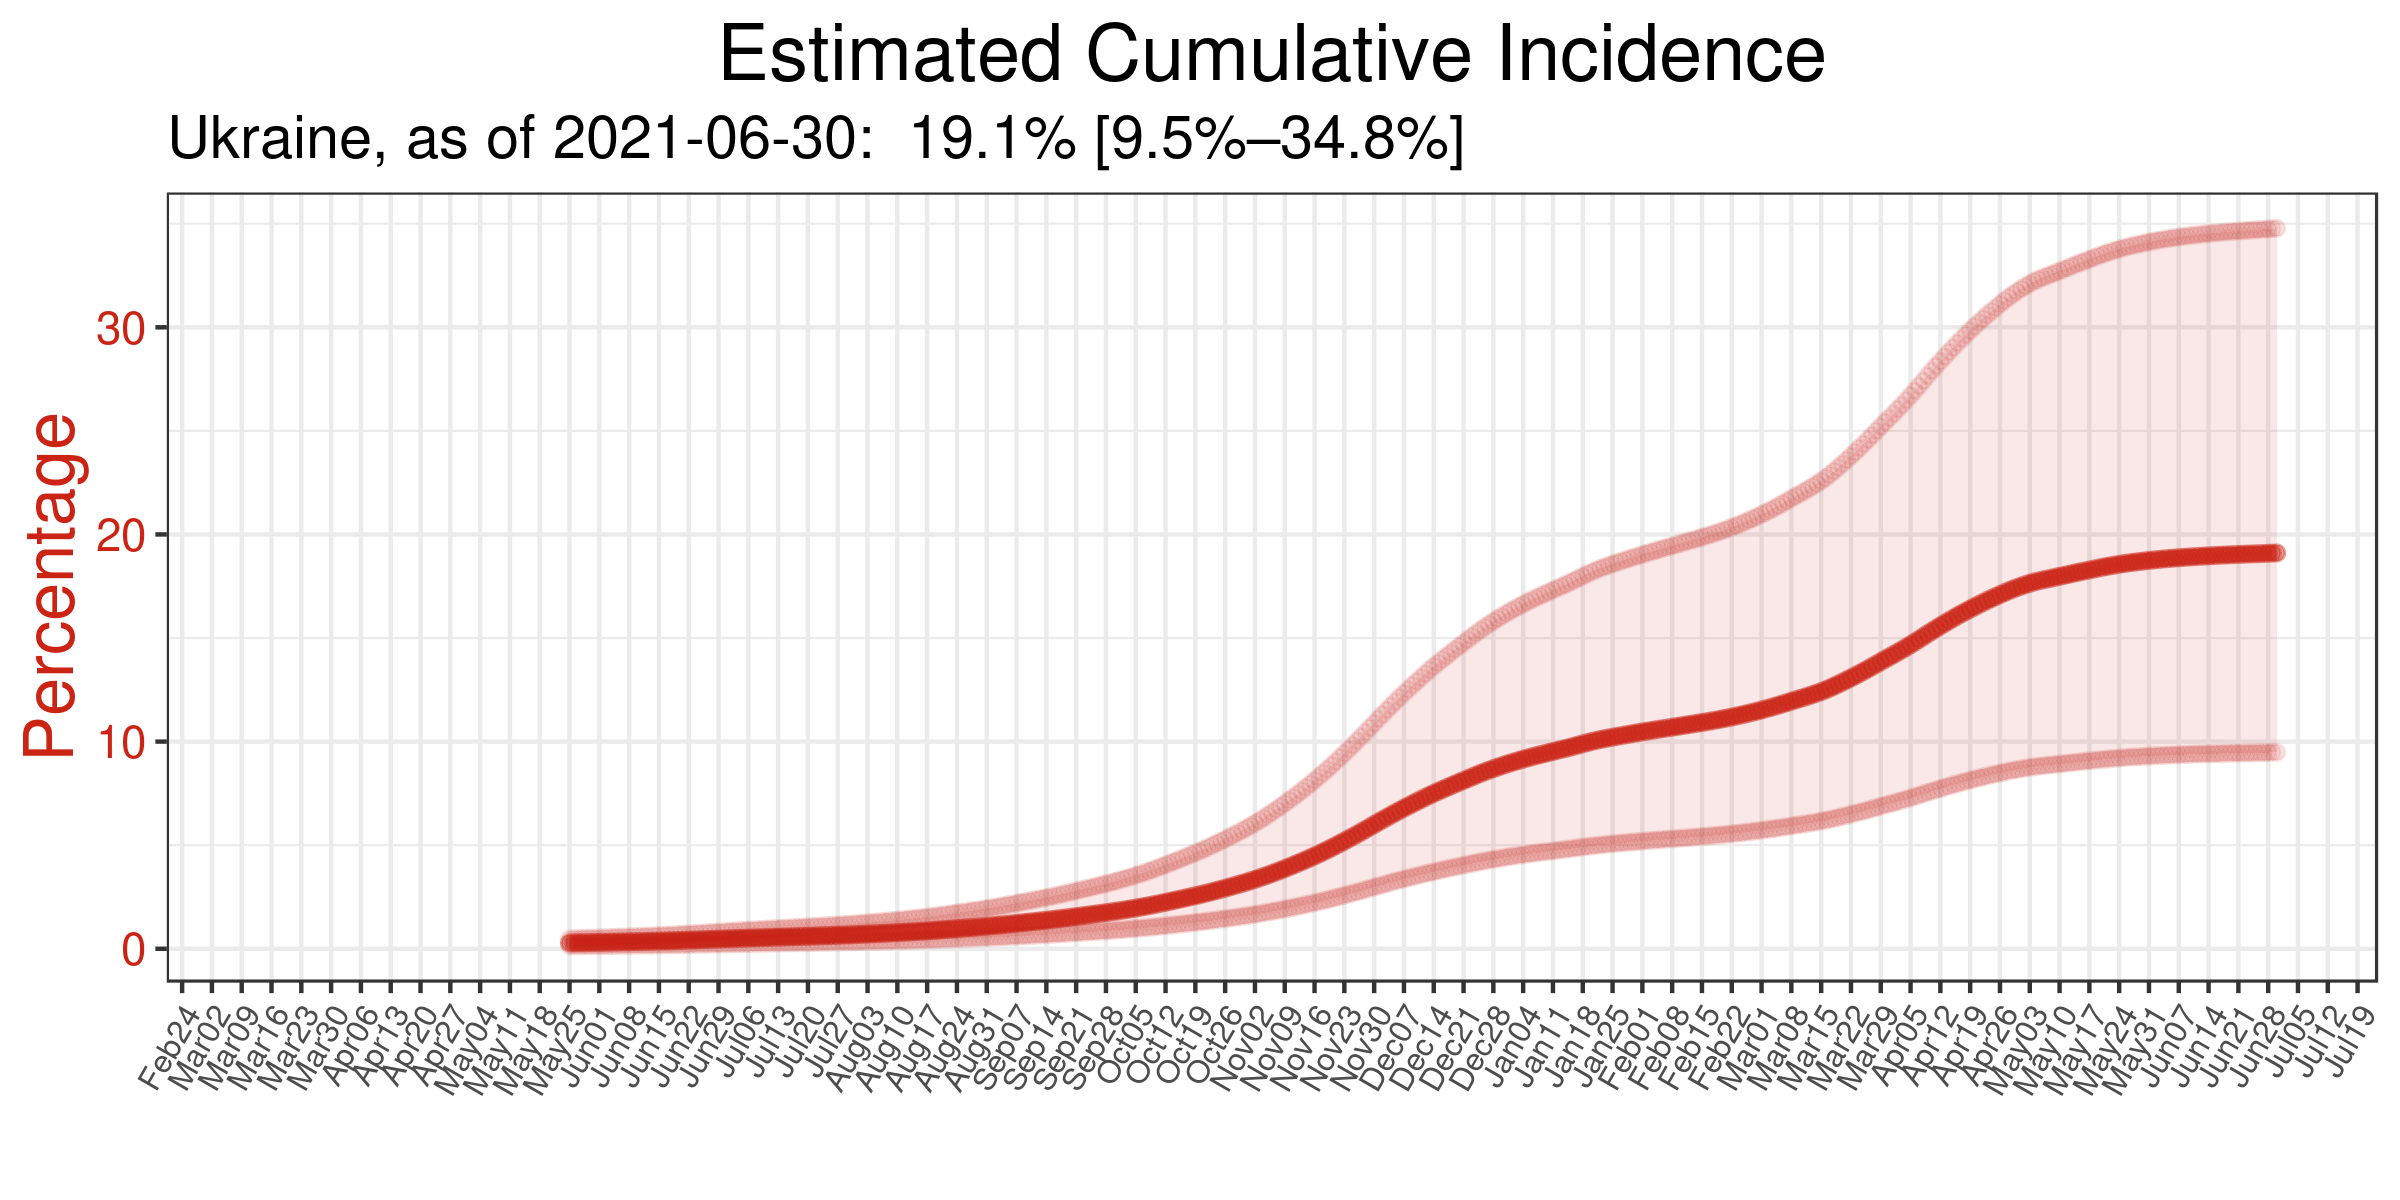 Estimated Cumulative Incidence
Ukraine, as of 2021-06-30:  19.1% [9.5%–34.8%]
Percentage
30
20
10
0
Feb24
Mar02
Mar09
Mar16
Mar23
Mar30
Apr06
Apr13
Apr20
Apr27
May04
May11
May18
May25
Jun01
Jun08
Jun15
Jun22
Jun29
Jul06
Jul13
Jul20
Jul27
Aug03
Aug10
Aug17
Aug24
Aug31
Sep07
Sep14
Sep21
Sep28
Oct05
Oct12
Oct19
Oct26
Nov02
Nov09
Nov16
Nov23
Nov30
Dec07
Dec14
Dec21
Dec28
Jan04
Jan11
Jan18
Jan25
Feb01
Feb08
Feb15
Feb22
Mar01
Mar08
Mar15
Mar22
Mar29
Apr05
Apr12
Apr19
Apr26
May03
May10
May17
May24
May31
Jun07
Jun14
Jun21
Jun28
Jul05
Jul12
Jul19